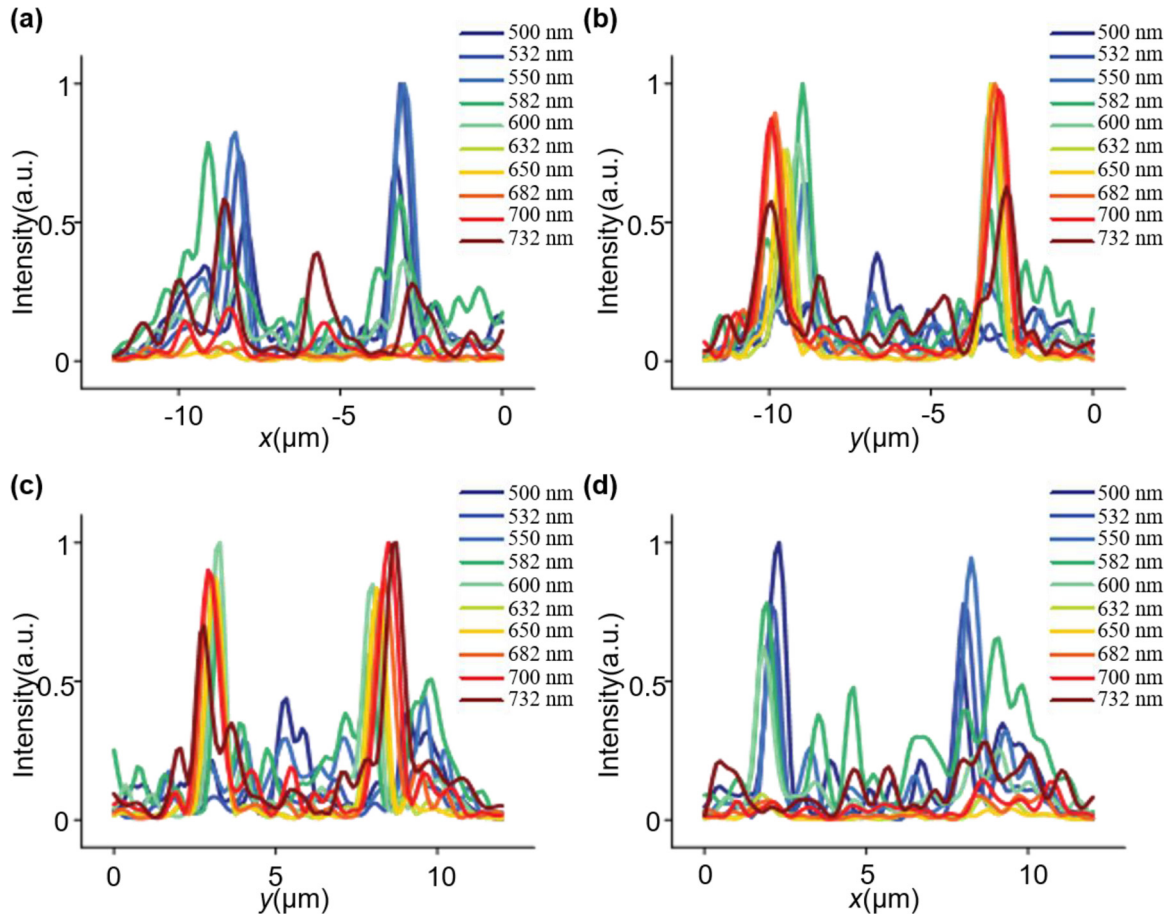 (a)
500 nm
532 nm
550 nm
582 nm
600 nm
632 nm
650 nm
682 nm
700 nm
732 nm
Intensity(a.u.)
1
0.5
0
-10
-5
0
x(μm)
(b)
500 nm
532 nm
550 nm
582 nm
600 nm
632 nm
650 nm
682 nm
700 nm
732 nm
Intensity(a.u.)
1
0.5
0
-10
-5
0
y(μm)
(c)
500 nm
532 nm
550 nm
582 nm
600 nm
632 nm
650 nm
682 nm
700 nm
732 nm
Intensity(a.u.)
1
0.5
0
0
5
10
y(μm)
(d)
500 nm
532 nm
550 nm
582 nm
600 nm
632 nm
650 nm
682 nm
700 nm
732 nm
Intensity(a.u.)
1
0.5
0
0
5
10
x(μm)